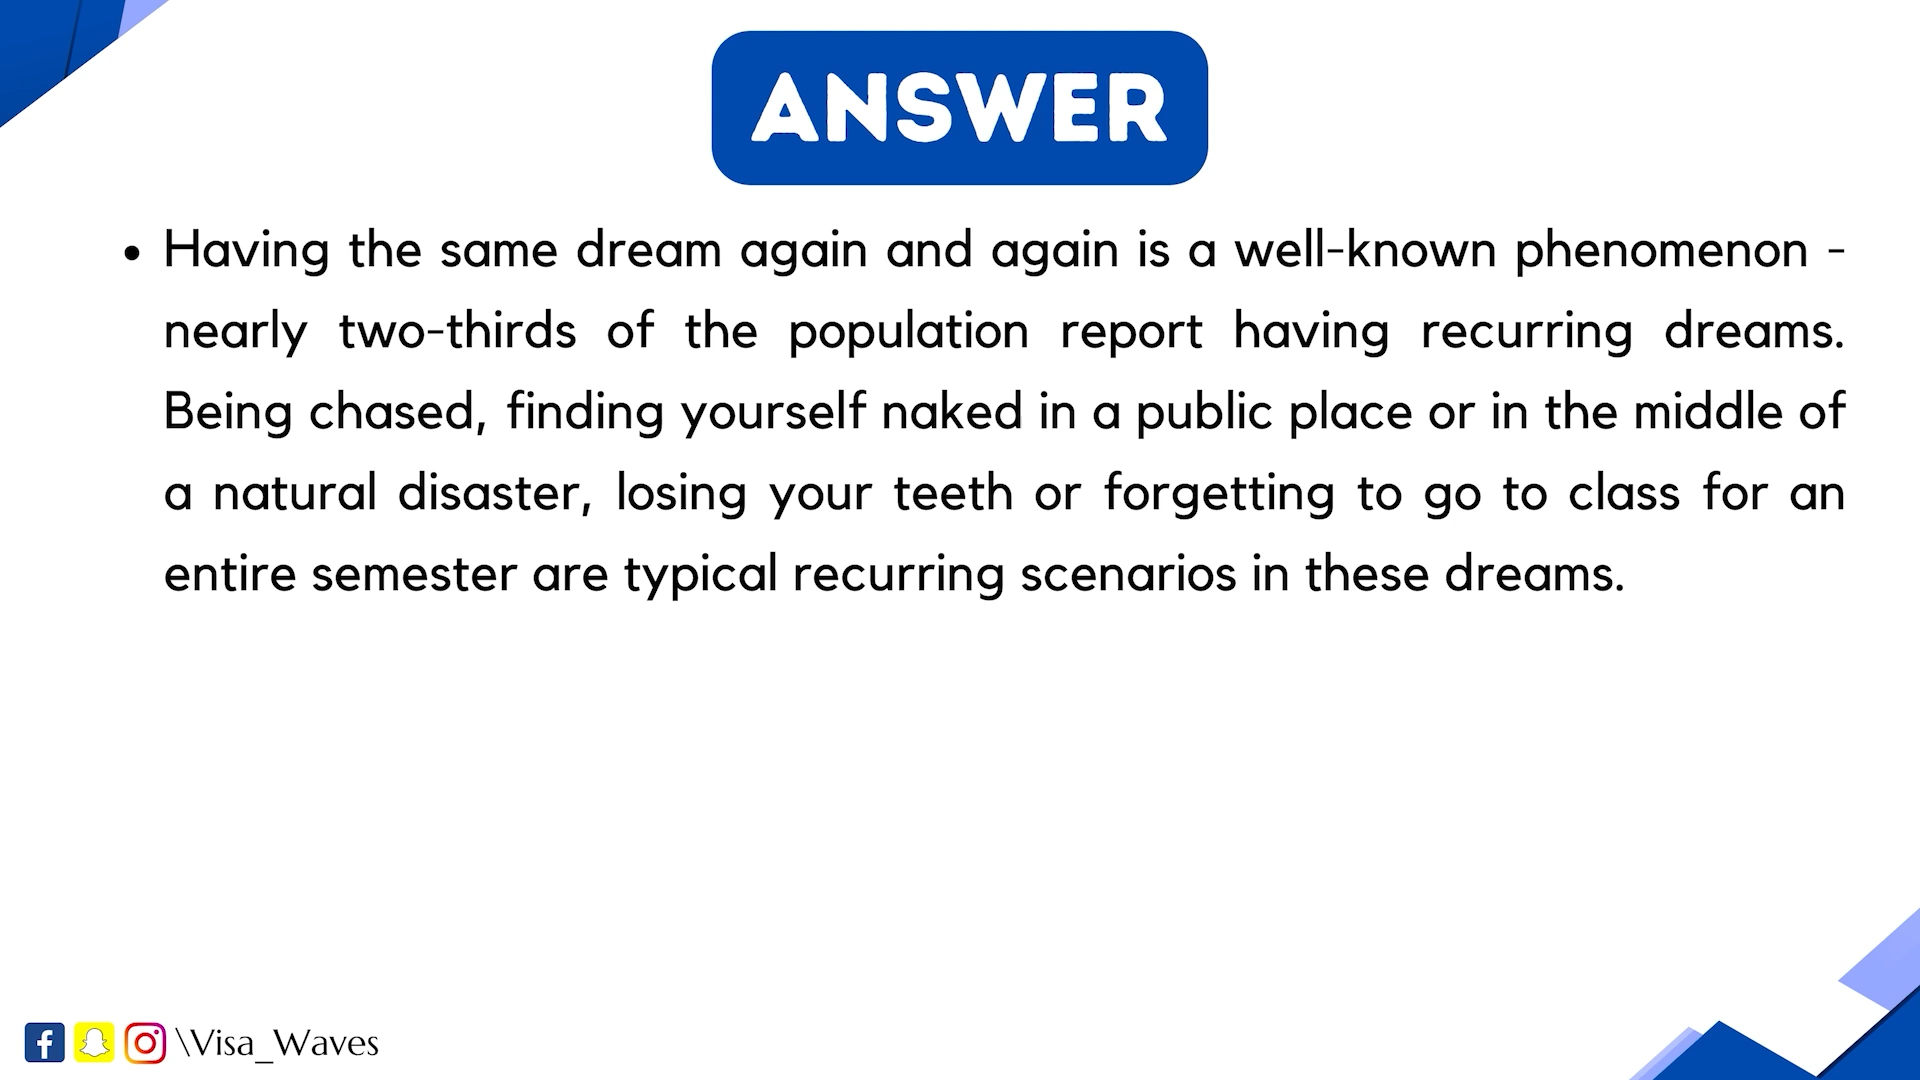 ANSWER
• Having the same dream again and again is a well-known phenomenon -
nearly two-thirds of the population report having recurring dreams.
Being chased, finding yourself naked in a public place or in the middle of
a natural disaster, losing your teeth or forgetting to go to class for an
entire semester are typical recurring scenarios in these dreams.
\Visa_Waves